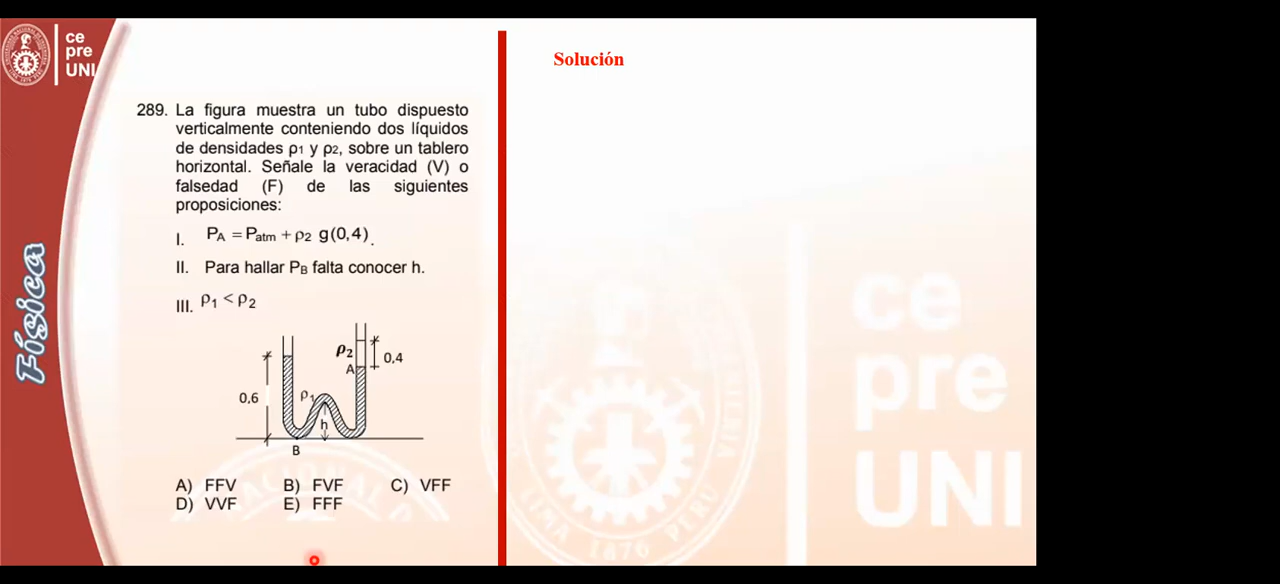 ce
pre
UNI
Física
Solución
289. La figura muestra un tubo dispuesto
verticalmente conteniendo dos líquidos
de densidades ρ1 y ρ2, sobre un tablero
horizontal. Señale la veracidad (V) o
falsedad (F) de las siguientes
proposiciones:
I. PA = Patm + ρ2 g(0,4).
II. Para hallar PB falta conocer h.
III. ρ1 < ρ2
ρ2
A
0,4
0,6
ρ1
h
B
A) FFV B) FVF C) VFF
D) VVF E) FFF
ce
pre
UNI
LIMA 1876 PERU